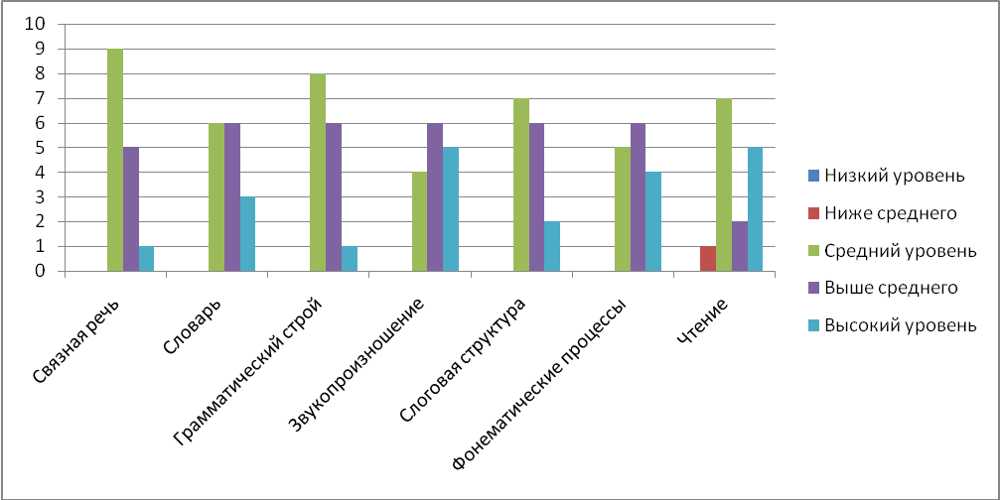 10
9
8
7
6
5
4
3
2
1
0
Связная речь
Словарь
Грамматический строй
Звукопроизношение
Слоговая структура
Фонематические процессы
Чтение
Низкий уровень
Ниже среднего
Средний уровень
Выше среднего
Высокий уровень